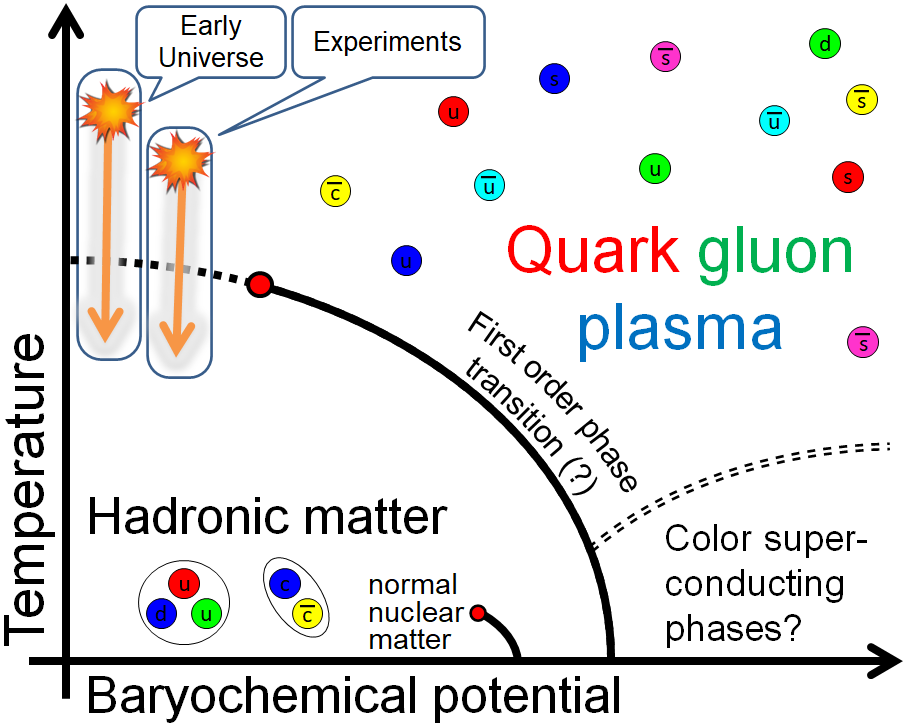 Early
Universe
Experiments
d
s̅
s
s̅
u
u̅
u
s
c̅
u̅
u
Quark gluon
plasma
s̅
First order phase
transition (?)
Temperature
Hadronic matter
Color super-
conducting
phases?
u
d
u
c
c̅
normal
nuclear
matter
Baryochemical potential